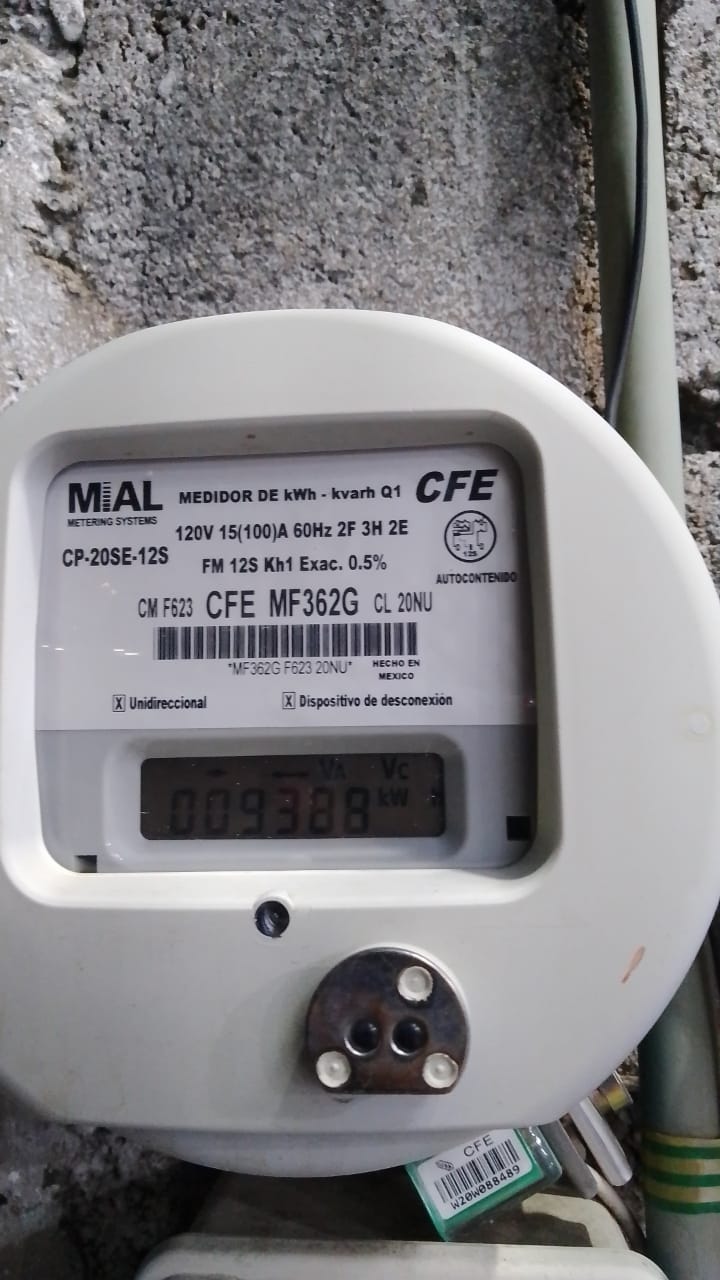 MIAL
METERING SYSTEMS
MEDIDOR DE kWh - kvarh Q1
CFE
120V 15(100)A 60Hz 2F 3H 2E
CP-20SE-12S
FM 12S Kh1 Exac. 0.5%
12S
AUTOCONTENIDO
CM F623 CFE MF362G CL 20NU
*MF362G F623 20NU*
HECHO EN
MEXICO
X Unidireccional
X Dispositivo de desconexión
VA VC
009388 kW h
CFE
W20W088489